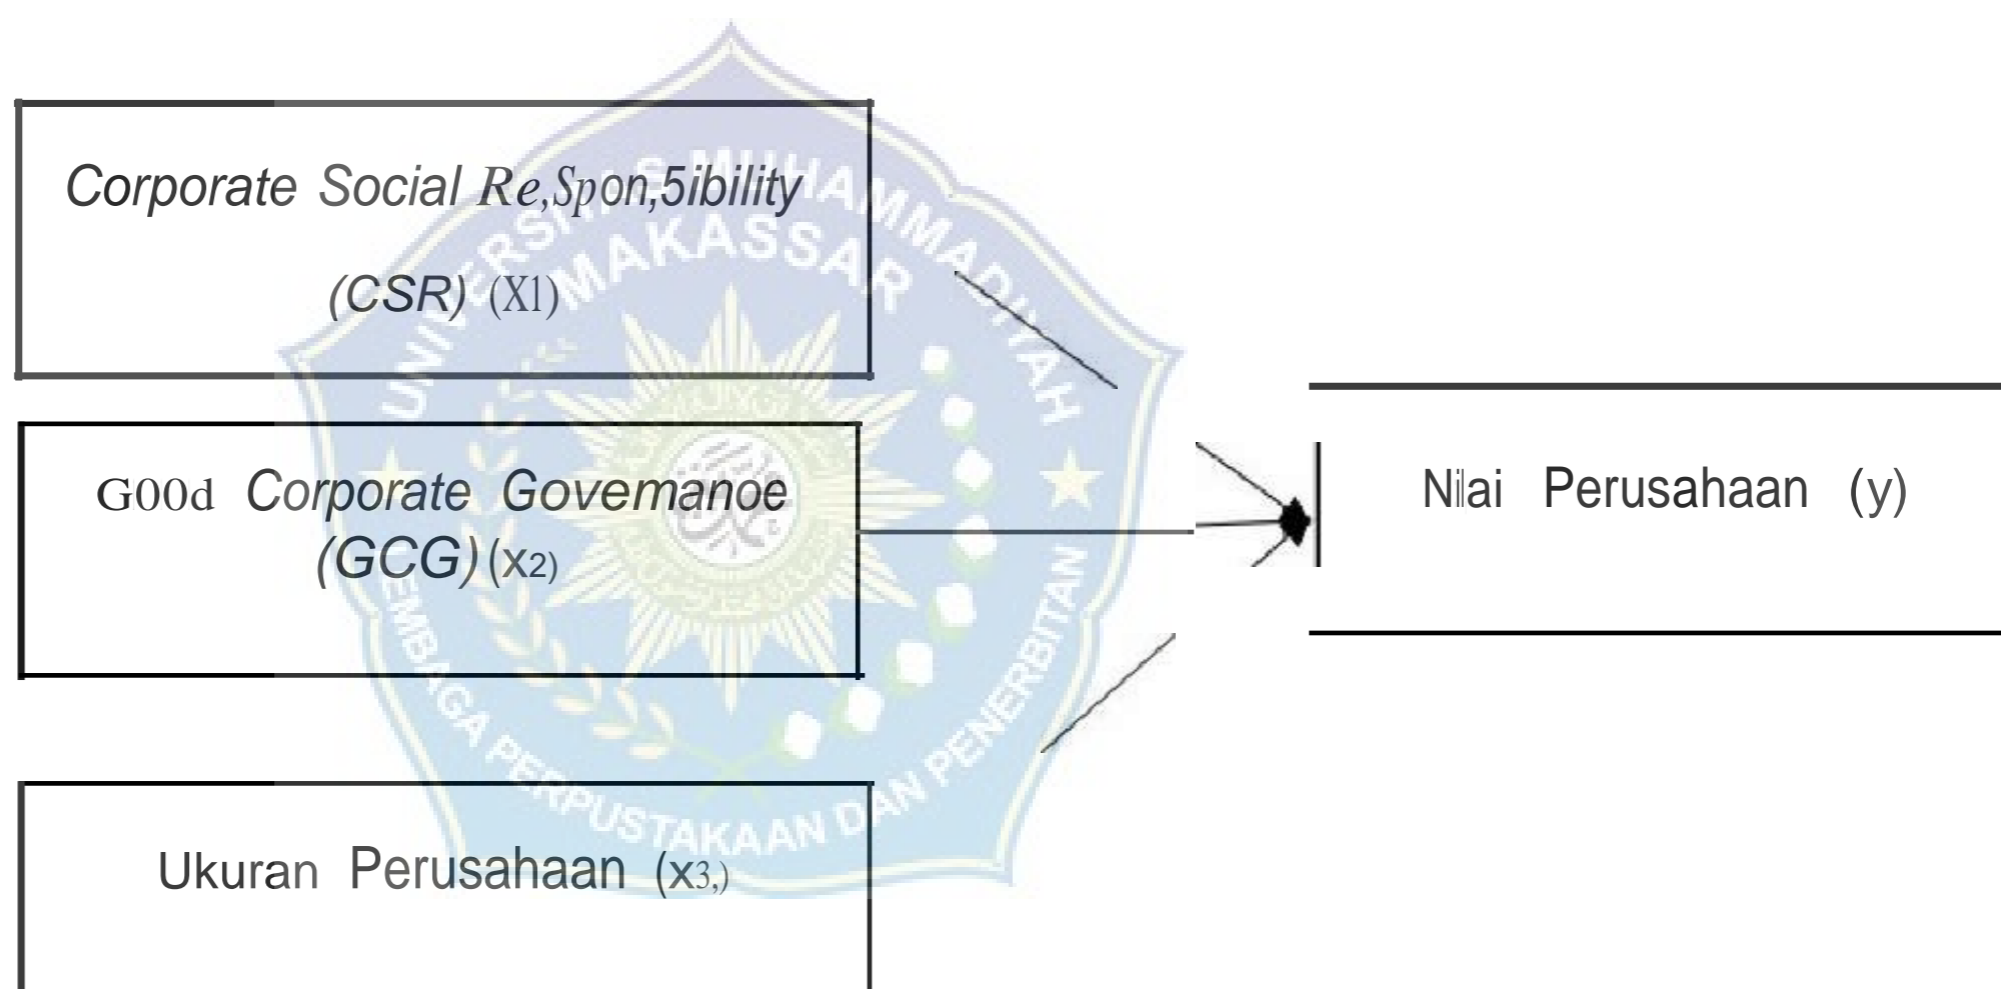 Corporate Social Re,Spon,5ibility
(CSR) (X1)
G00d Corporate Govemanoe
(GCG) (x2)
Ukuran Perusahaan (x3,)
Nilai Perusahaan (y)
UNIVERSITAS MUHAMMADIYAH
MAKASSAR
LEMBAGA PERPUSTAKAAN DAN PENERBITAN